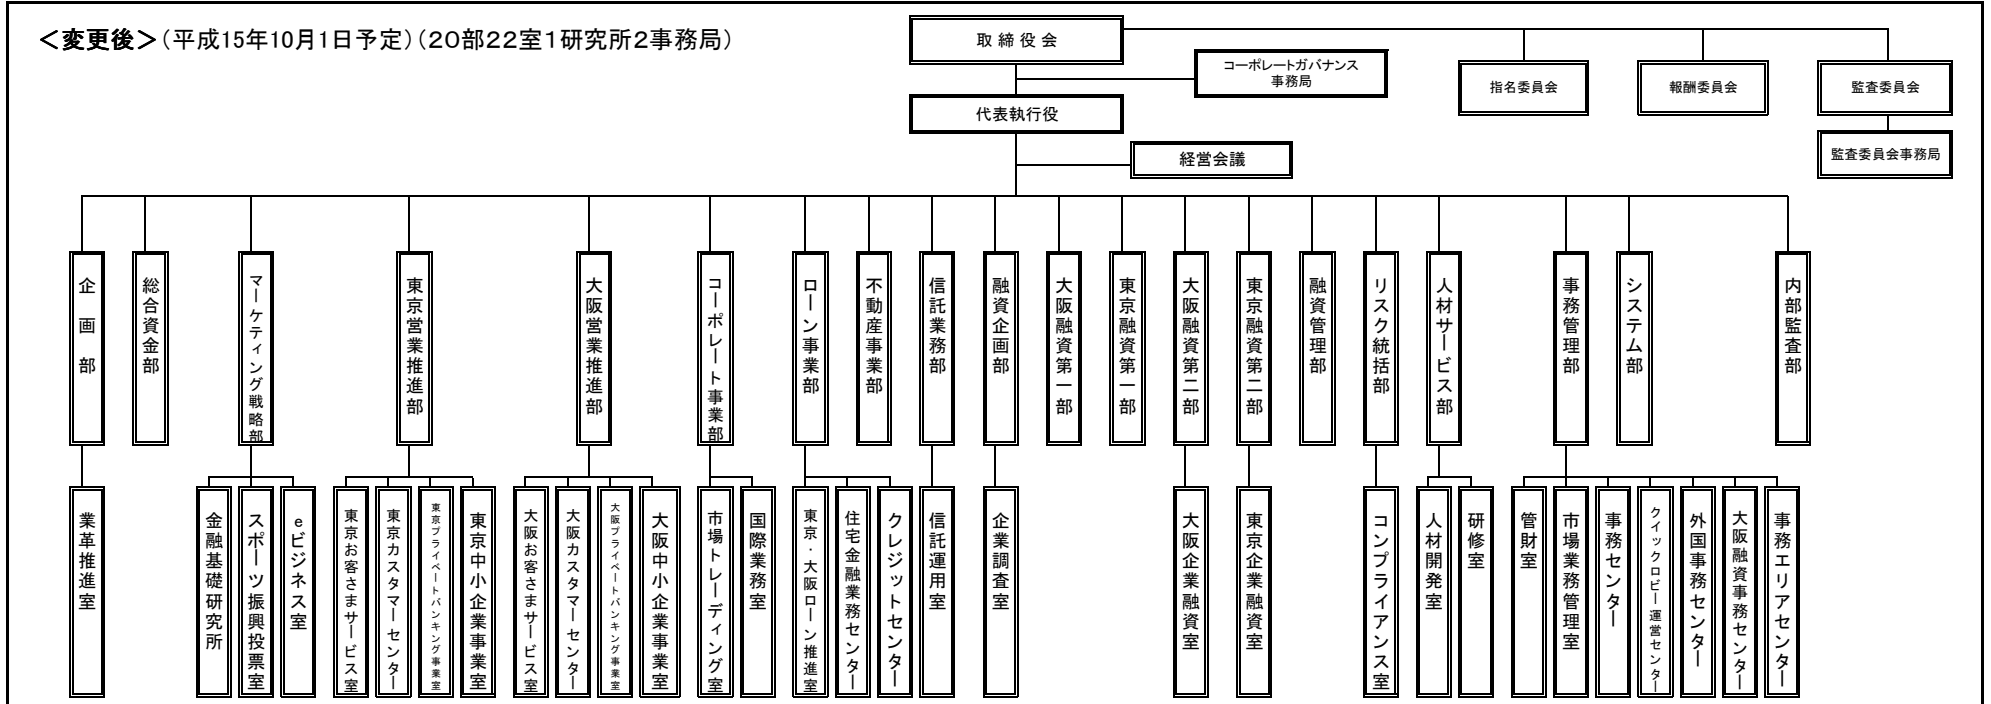 ＜変更後＞(平成15年10月1日予定)(20部22室1研究所2事務局)
取締役会
コーポレートガバナンス
事務局
指名委員会
報酬委員会
監査委員会
代表執行役
経営会議
監査委員会事務局
企画部
総合資金部
マーケティング戦略部
東京営業推進部
大阪営業推進部
コーポレート事業部
ローン事業部
不動産事業部
信託業務部
融資企画部
大阪融資第一部
東京融資第一部
大阪融資第二部
東京融資第二部
融資管理部
リスク統括部
人材サービス部
事務管理部
システム部
内部監査部
業革推進室
金融基礎研究所
スポーツ振興投票室
eビジネス室
東京お客さまサービス室
東京カスタマーセンター
東京プライベートバンキング事業室
東京中小企業事業室
大阪お客さまサービス室
大阪カスタマーセンター
大阪プライベートバンキング事業室
大阪中小企業事業室
市場トレーディング室
国際業務室
東京・大阪ローン推進室
住宅金融業務センター
クレジットセンター
信託運用室
企業調査室
大阪企業融資室
東京企業融資室
コンプライアンス室
人材開発室
研修室
管財室
市場業務管理室
事務センター
クイックロビー運営センター
外国事務センター
大阪融資事務センター
事務エリアセンター